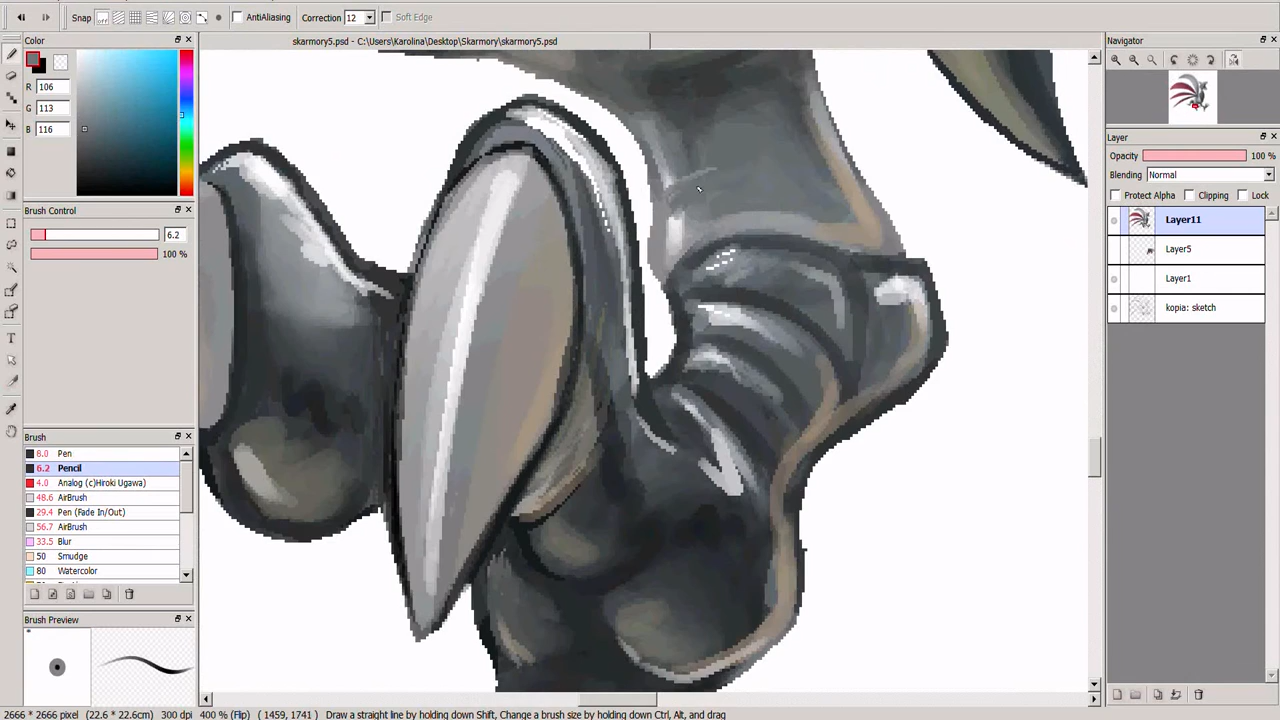 Snap
off
AntiAliasing
Correction 12
Soft Edge
Color
skarmory5.psd - C:\Users\Karolina\Desktop\Skarmory\skarmory5.psd
Navigator
R 106
G 113
B 116
Layer
Opacity 100 %
Blending Normal
Protect Alpha Clipping Lock
Brush Control
6.2
100 %
Layer11
Layer5
Layer1
kopia: sketch
Brush
8.0 Pen
6.2 Pencil
4.0 Analog (c)Hiroki Ugawa)
48.6 AirBrush
29.4 Pen (Fade In/Out)
56.7 AirBrush
33.5 Blur
50 Smudge
80 Watercolor
Brush Preview
2666 * 2666 pixel (22.6 * 22.6cm) 300 dpi 400 % (Flip) ( 1459, 1741) Draw a straight line by holding down Shift, Change a brush size by holding down Ctrl, Alt, and drag